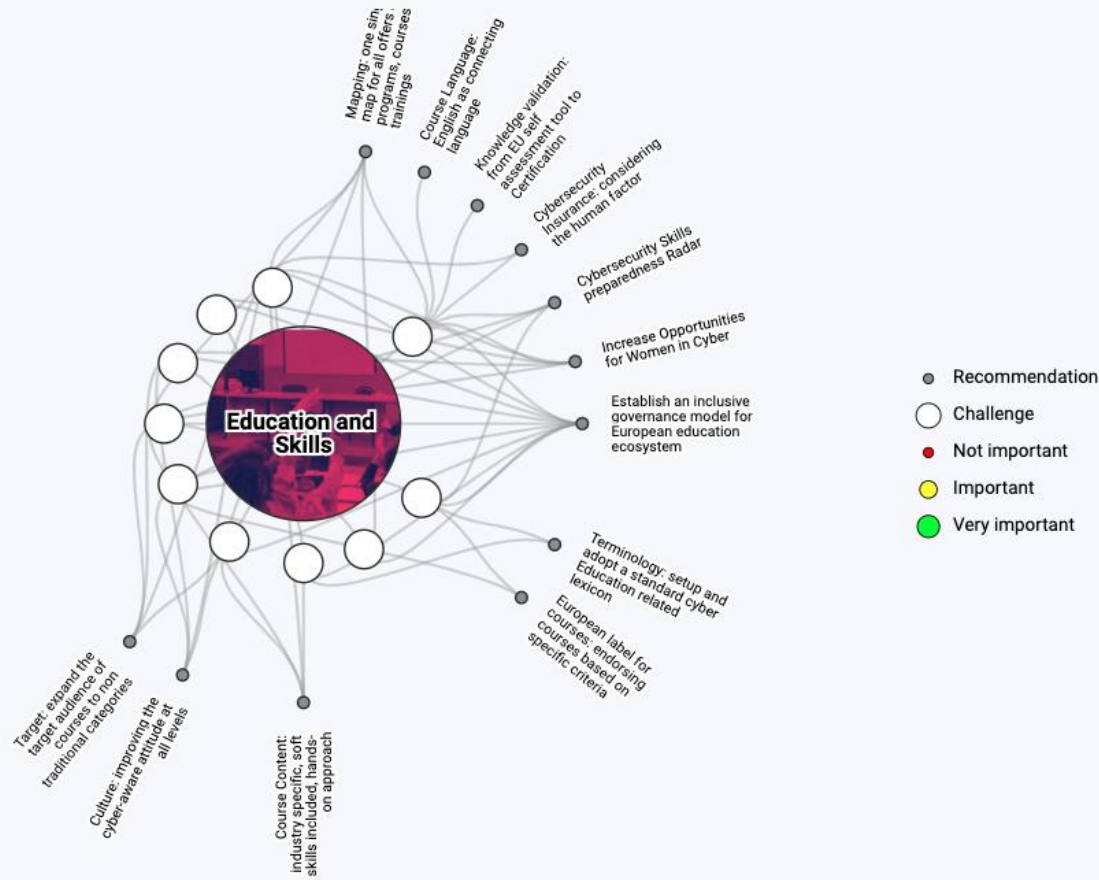 Mapping: one
map for all offers
programs, courses
trainings
Course Language:
English as connecting
language
Knowledge validation:
from EU self
assessment tool to
Certification
Cybersecurity
Insurance: considering
the human factor
Cybersecurity Skills
preparedness Radar
Increase Opportunities
for Women in Cyber
Establish an inclusive
governance model for
European education
ecosystem
Terminology: setup and
adopt a standard cyber
Education related
lexicon
European label for
courses: endorsing
courses based on
specific criteria
Course Content:
industry specific, soft
skills included, hands-
on approach
Culture: improving the
cyber-aware attitude at
all levels
Target: expand the
target audience of
courses to non
traditional categories
Education and
Skills
Recommendation
Challenge
Not important
Important
Very important